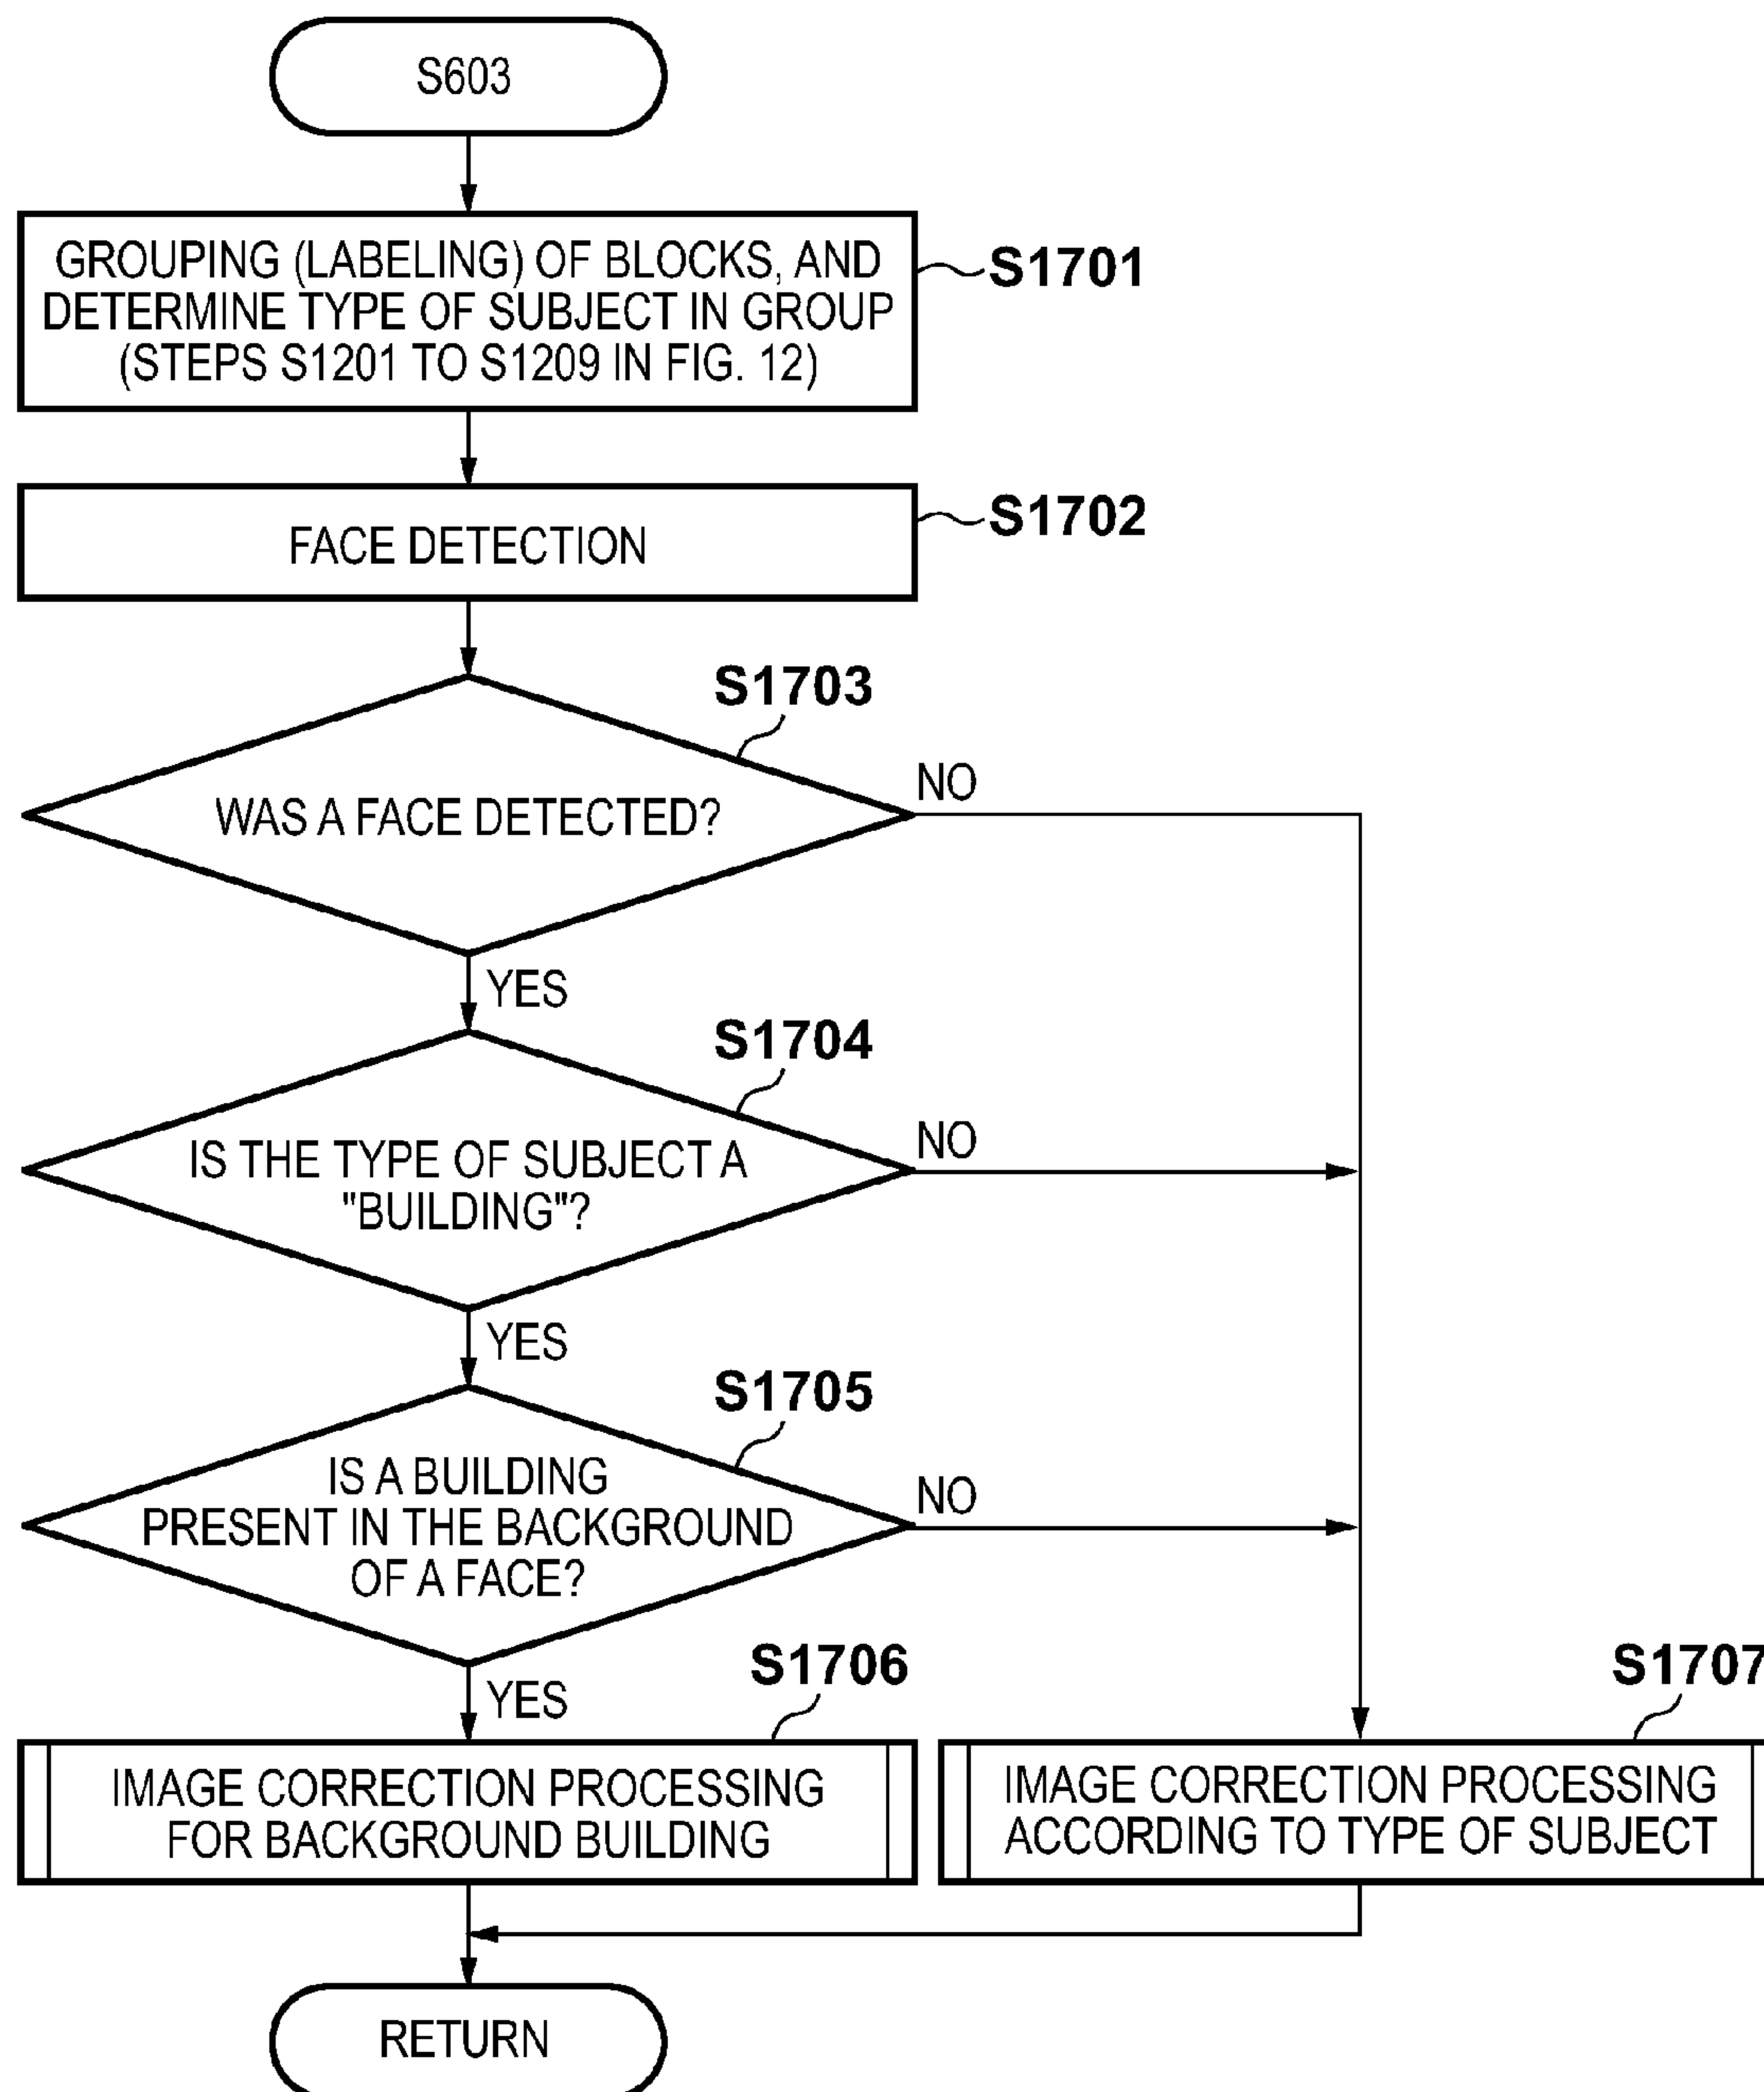 S603
GROUPING (LABELING) OF BLOCKS, AND
DETERMINE TYPE OF SUBJECT IN GROUP
(STEPS S1201 TO S1209 IN FIG. 12)
S1701
FACE DETECTION
S1702
S1703
WAS A FACE DETECTED?
NO
YES
S1704
IS THE TYPE OF SUBJECT A
"BUILDING"?
NO
YES
S1705
IS A BUILDING
PRESENT IN THE BACKGROUND
OF A FACE?
NO
YES
S1706
IMAGE CORRECTION PROCESSING
FOR BACKGROUND BUILDING
S1707
IMAGE CORRECTION PROCESSING
ACCORDING TO TYPE OF SUBJECT
RETURN